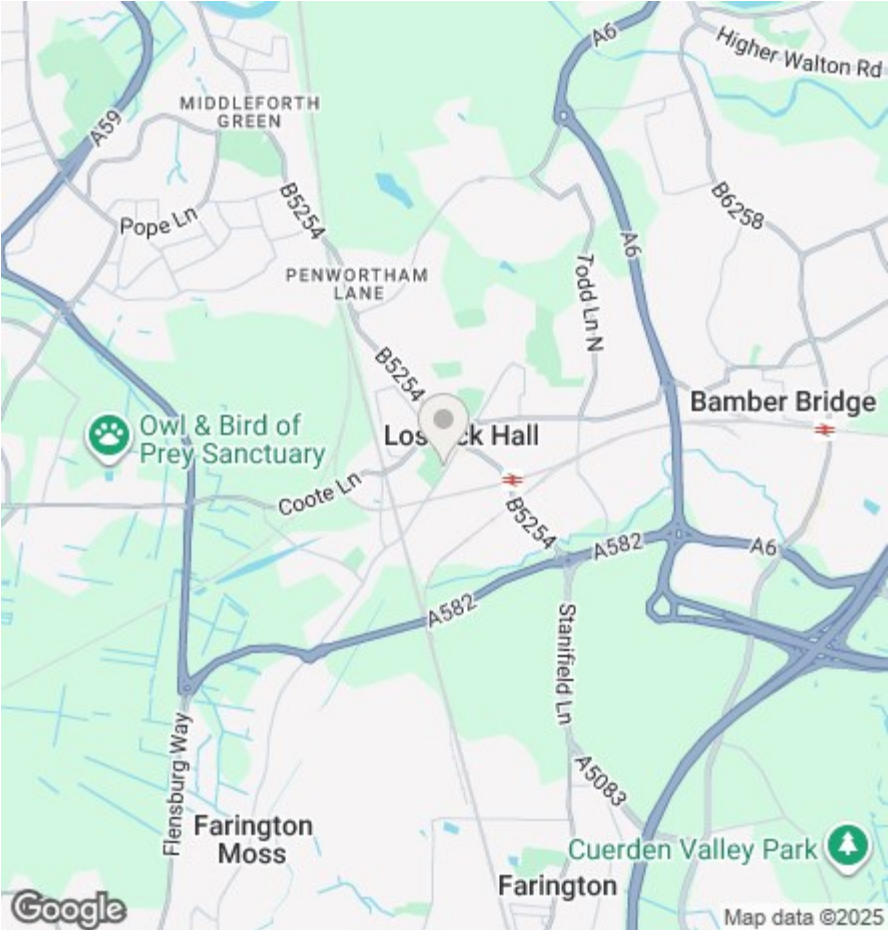 A6
Higher Walton Rd
MIDDLEFORTH
GREEN
A59
B5254
B6258
Pope Ln
A6
Todd Ln N
PENWORTHAM
LANE
B5254
Bamber Bridge
Owl & Bird of
Prey Sanctuary
Hall
Coote Ln
B5254
A582
A6
A582
Stanifield Ln
Flensburg Way
A5083
Farington
Moss
Cuerden Valley Park
Farington
Google
Map data ©2025